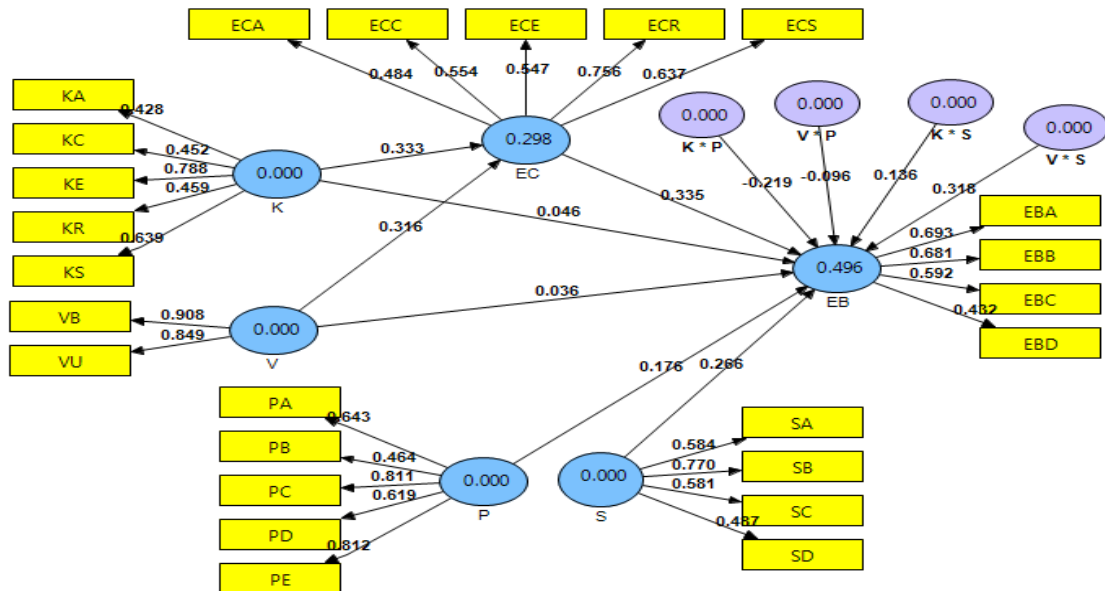 ECA ECC ECE ECR ECS
0.484 0.554 0.547 0.756 0.637
KA
KC
KE
KR
KS
0.428
0.452
0.788
0.459
0.639
0.000
K
0.333
0.298
EC
0.316
0.046
0.335
0.000
K * P
0.000
V * P
0.000
K * S
0.000
V * S
-0.219
-0.096
0.136
0.318
VB
VU
0.908
0.849
0.000
V
0.036
0.496
EB
0.693
0.681
0.592
0.432
EBA
EBB
EBC
EBD
0.176
0.266
PA
PB
PC
PD
PE
0.643
0.464
0.811
0.619
0.812
0.000
P
0.000
S
0.584
0.770
0.581
0.487
SA
SB
SC
SD